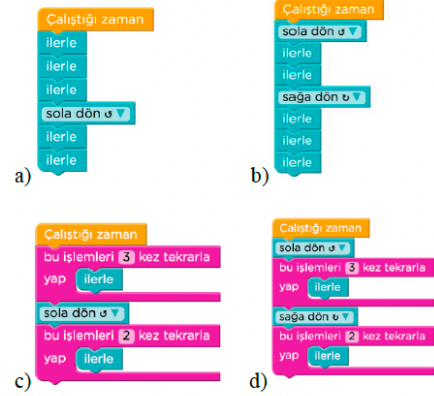 Çalıştığı zaman
ilerle
ilerle
ilerle
sola dön ↺ ▼
ilerle
ilerle
a)
Çalıştığı zaman
sola dön ↺ ▼
ilerle
ilerle
sağa dön ↻ ▼
ilerle
ilerle
ilerle
b)
Çalıştığı zaman
bu işlemleri 3 kez tekrarla
yap ilerle
sola dön ↺ ▼
bu işlemleri 2 kez tekrarla
yap ilerle
c)
Çalıştığı zaman
sola dön ↺ ▼
bu işlemleri 3 kez tekrarla
yap ilerle
sağa dön ↻ ▼
bu işlemleri 2 kez tekrarla
yap ilerle
d)